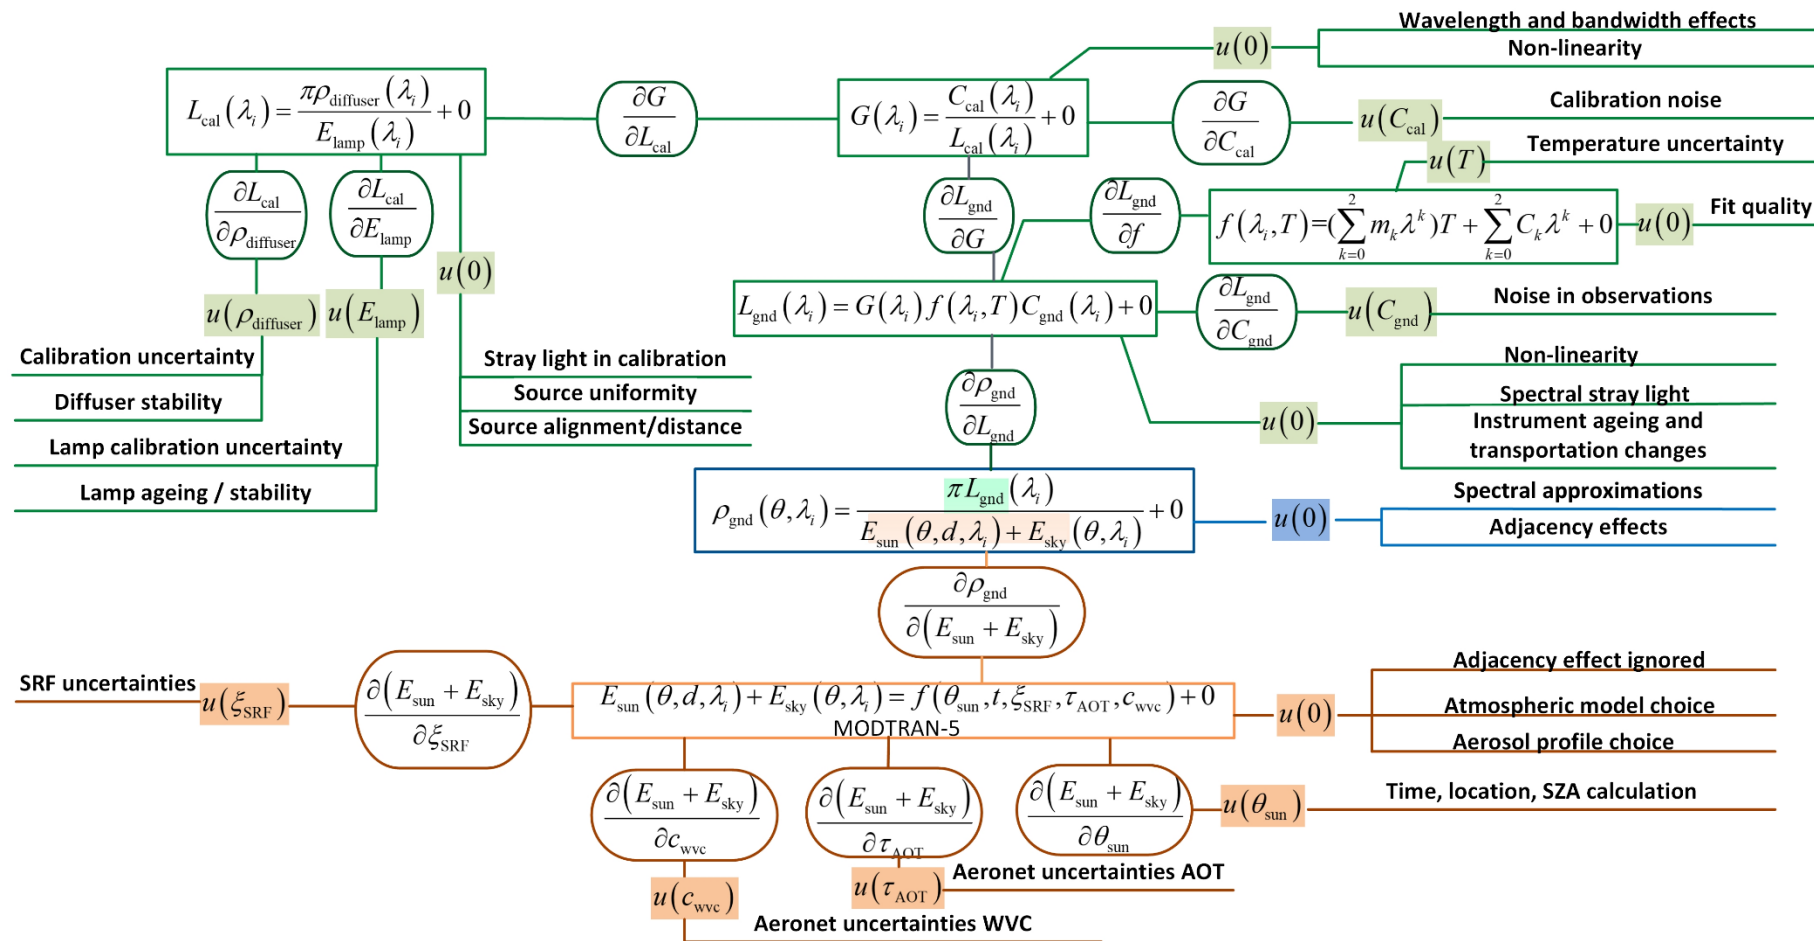 Wavelength and bandwidth effects
u(0)
Non-linearity
L_cal(λ_i) = πρ_diffuser(λ_i) / E_lamp(λ_i) + 0
∂G/∂L_cal
G(λ_i) = C_cal(λ_i) / L_cal(λ_i) + 0
∂G/∂C_cal
u(C_cal)
Calibration noise
Temperature uncertainty
u(T)
∂L_cal/∂ρ_diffuser
∂L_cal/∂E_lamp
u(0)
∂L_gnd/∂G
∂L_gnd/∂f
f(λ_i,T)=(∑_{k=0}^{2} m_k λ^k)T + ∑_{k=0}^{2} C_k λ^k + 0
u(0)
Fit quality
u(ρ_diffuser)
u(E_lamp)
L_gnd(λ_i) = G(λ_i) f(λ_i,T) C_gnd(λ_i) + 0
∂L_gnd/∂C_gnd
u(C_gnd)
Noise in observations
Calibration uncertainty
Diffuser stability
Lamp calibration uncertainty
Lamp ageing / stability
Stray light in calibration
Source uniformity
Source alignment/distance
∂ρ_gnd/∂L_gnd
u(0)
Non-linearity
Spectral stray light
Instrument ageing and
transportation changes
ρ_gnd(θ,λ_i) = πL_gnd(λ_i) / (E_sun(θ,d,λ_i) + E_sky(θ,λ_i)) + 0
u(0)
Spectral approximations
Adjacency effects
∂ρ_gnd/∂(E_sun + E_sky)
SRF uncertainties
u(ξ_SRF)
∂(E_sun + E_sky)/∂ξ_SRF
E_sun(θ,d,λ_i) + E_sky(θ,λ_i) = f(θ_sun,t,ξ_SRF,τ_AOT,c_wvc) + 0
MODTRAN-5
u(0)
Adjacency effect ignored
Atmospheric model choice
Aerosol profile choice
∂(E_sun + E_sky)/∂c_wvc
∂(E_sun + E_sky)/∂τ_AOT
∂(E_sun + E_sky)/∂θ_sun
u(θ_sun)
Time, location, SZA calculation
u(c_wvc)
u(τ_AOT)
Aeronet uncertainties AOT
Aeronet uncertainties WVC